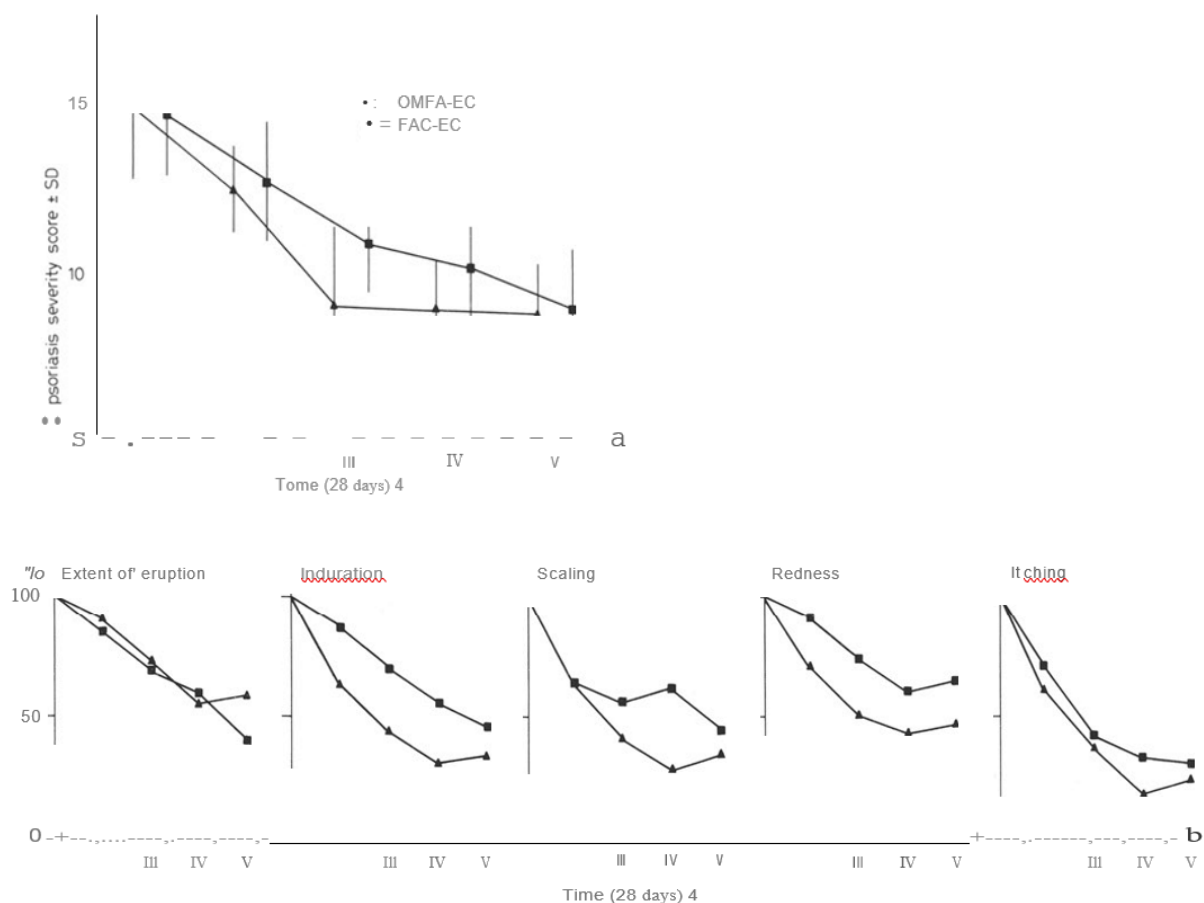 15
• : OMFA-EC
• = FAC-EC
psoriasis severity score ± SD
10
S
a
III IV V
Tome (28 days) 4
"lo Extent of' eruption Induration Scaling Redness It ching
100
50
0
b
Ill IV V Ill IV V III IV V III IV V III IV V
Time (28 days) 4